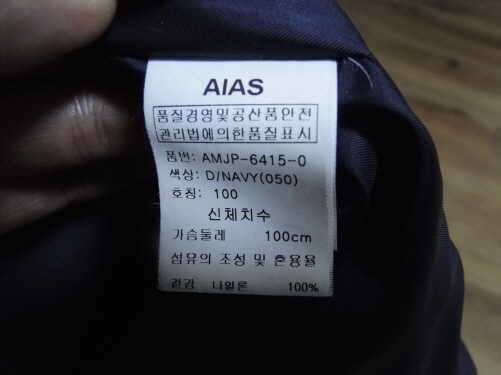 AIAS
품질경영및공산품안전
관리법에의한품질표시
품번: AMJP-6415-0
색상: D/NAVY(050)
호칭: 100
신체치수
가슴둘레 100cm
섬유의 조성 및 혼용율
겉감 나일론 100%